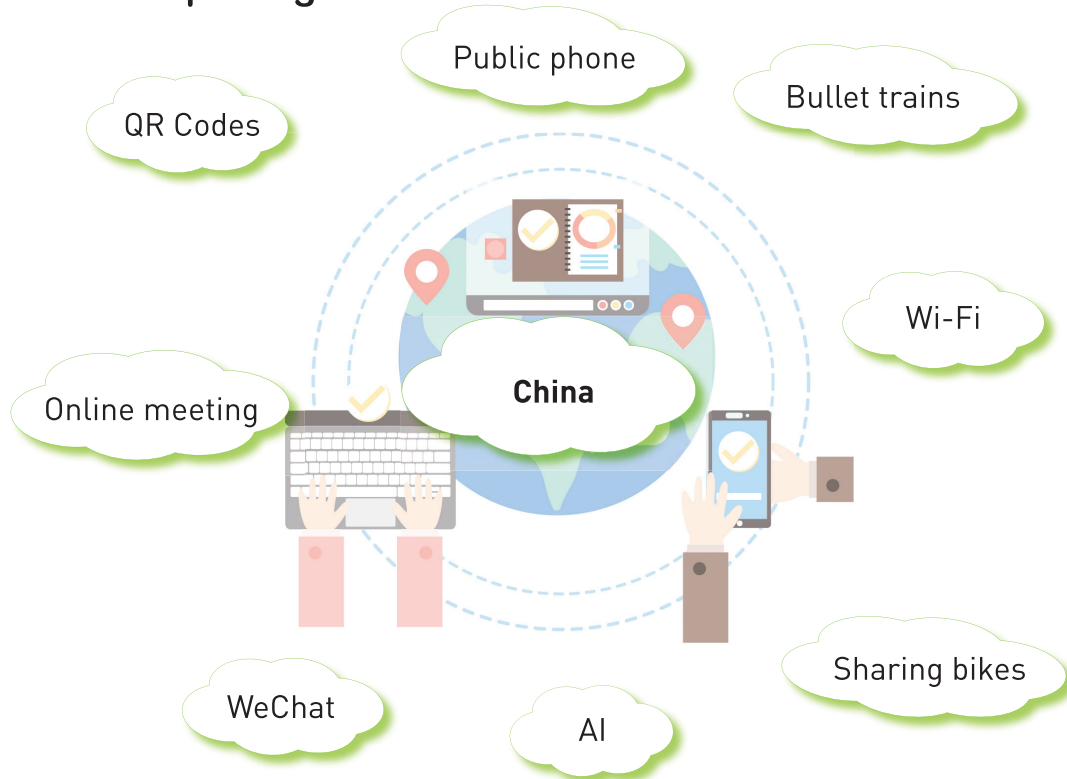 Public phone
Bullet trains
QR Codes
Wi-Fi
China
Online meeting
Sharing bikes
WeChat
AI